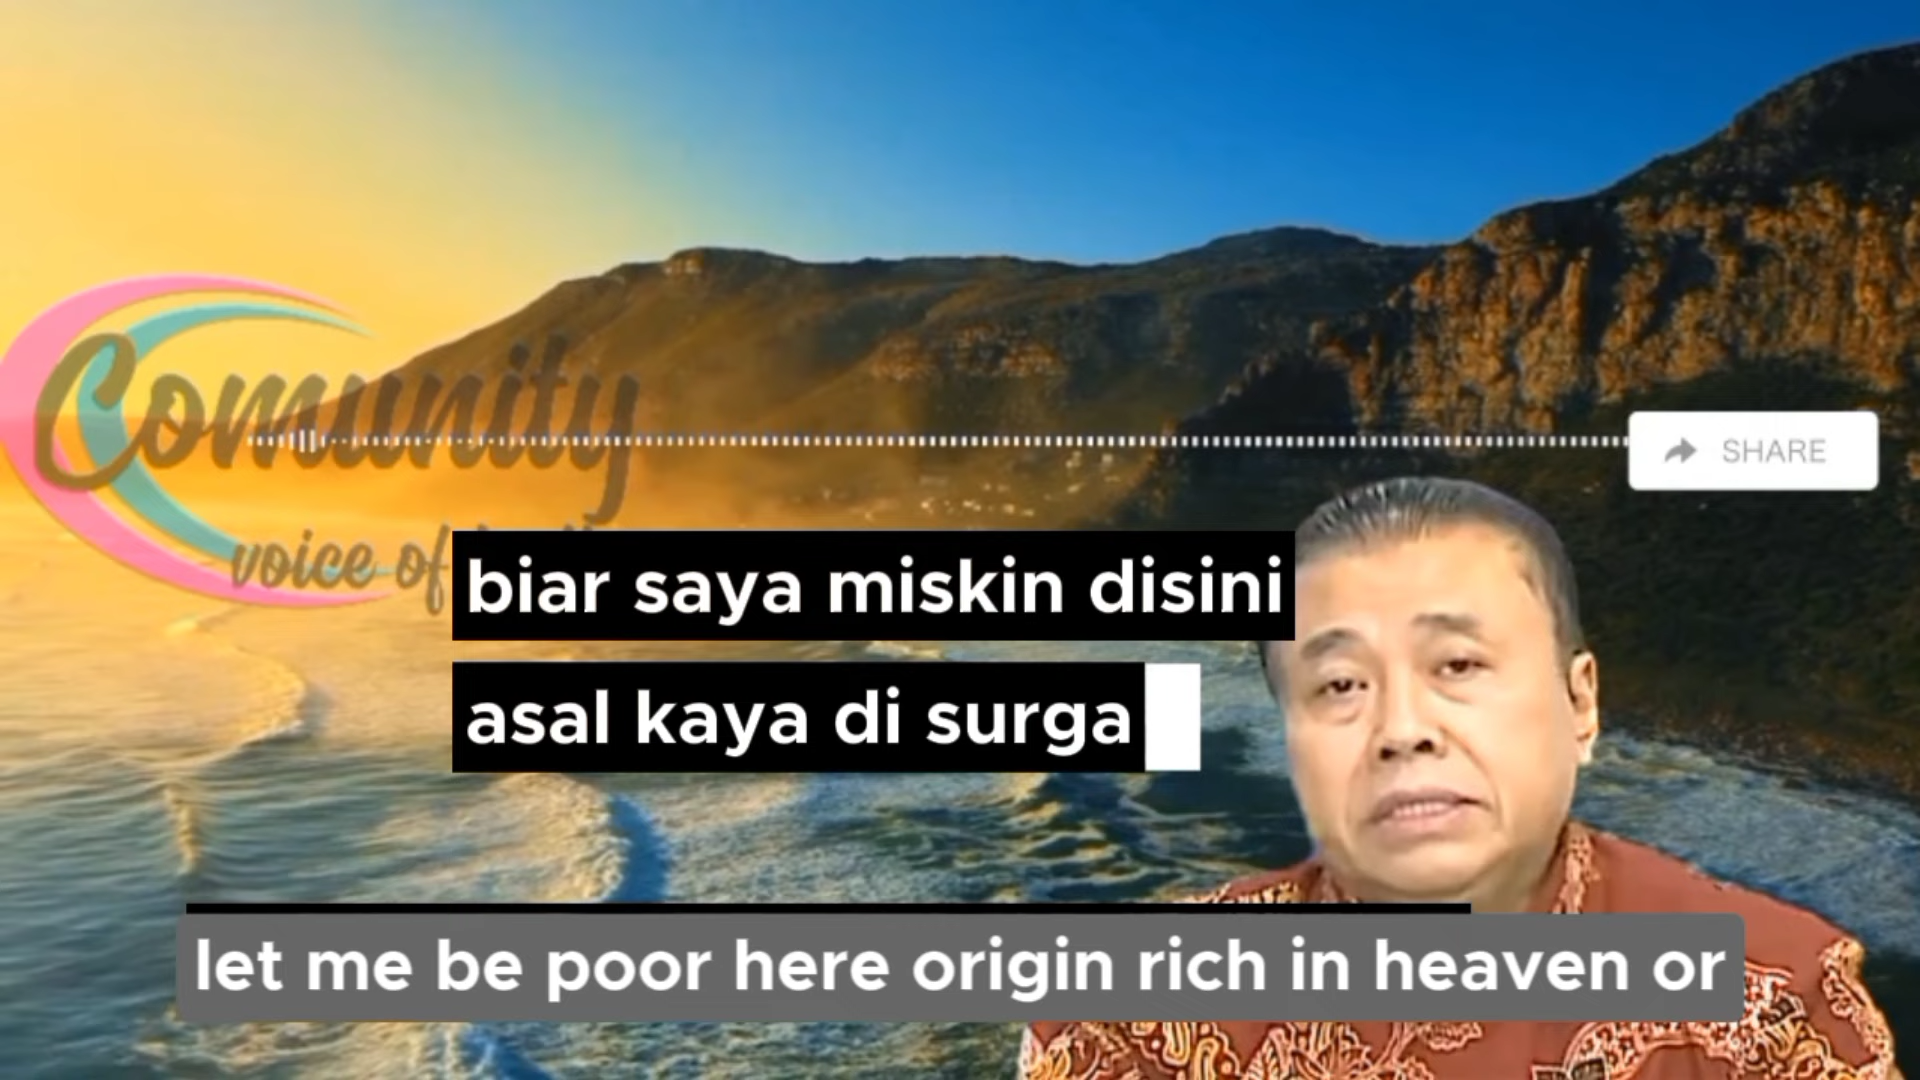 Comunity
voice of
SHARE
biar saya miskin disini
asal kaya di surga
let me be poor here origin rich in heaven or